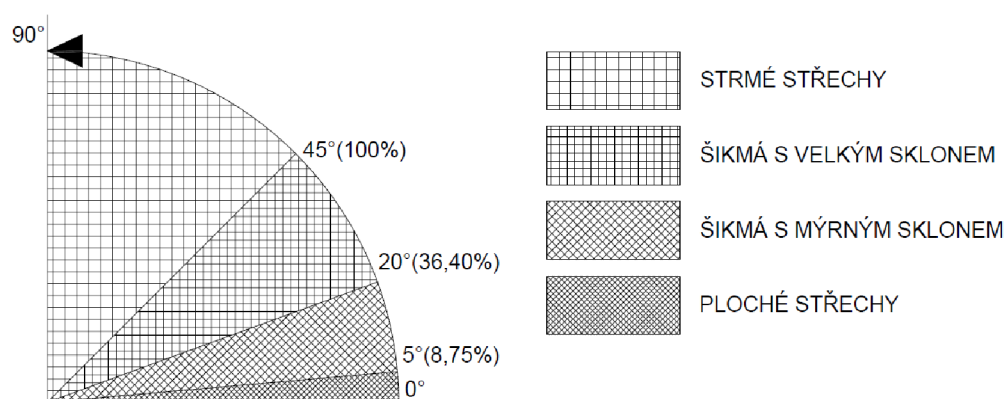 90°
45°(100%)
20°(36,40%)
5°(8,75%)
0°
STRMÉ STŘECHY
ŠIKMÁ S VELKÝM SKLONEM
ŠIKMÁ S MÝRNÝM SKLONEM
PLOCHÉ STŘECHY